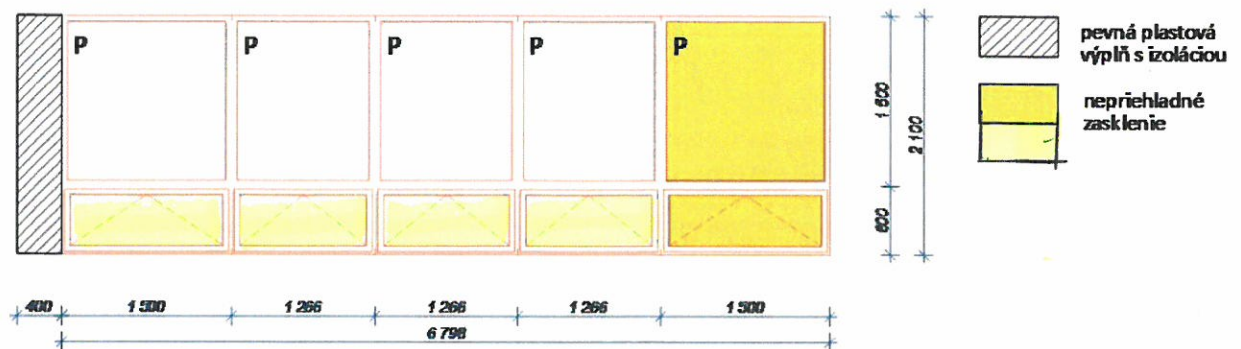 P P P P P
pevná plastová
výplň s izoláciou
nepriehladné
zasklenie
1 600
2 100
600
400 1 500 1 266 1 266 1 266 1 500
6 798